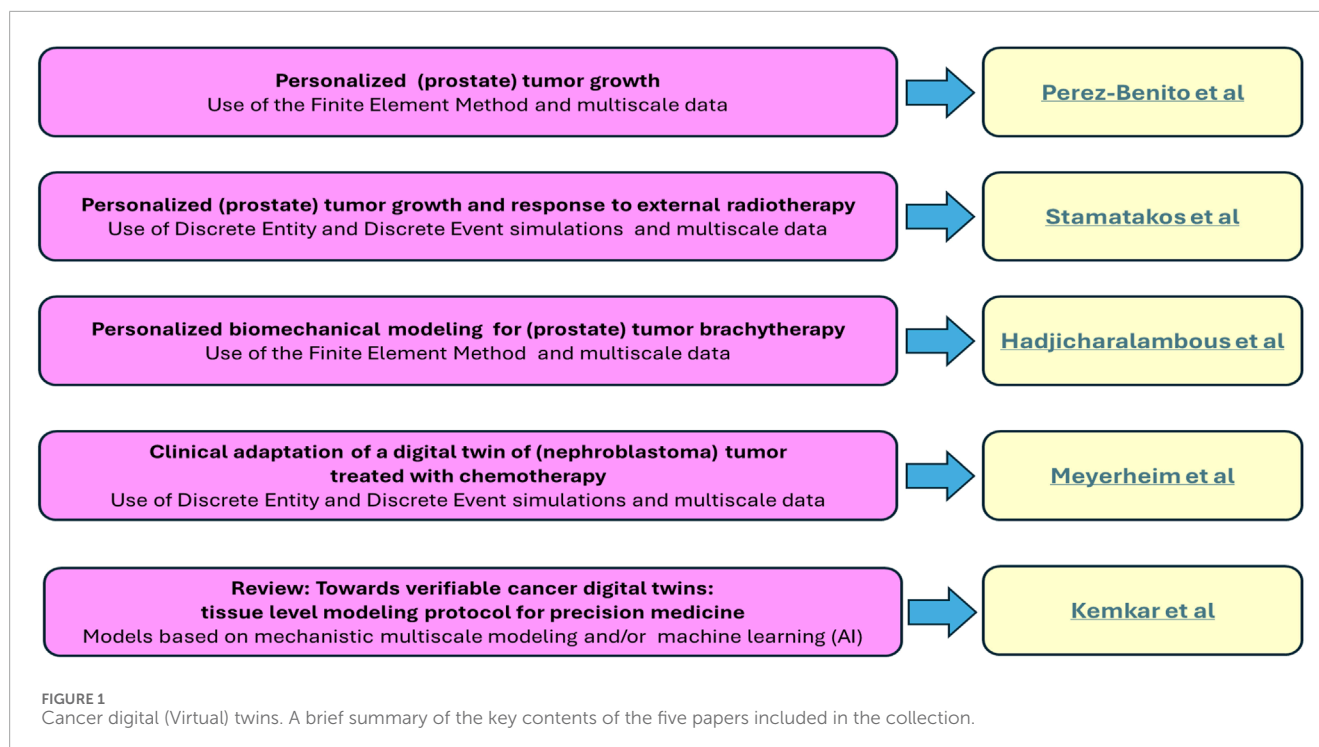 Personalized (prostate) tumor growth
Use of the Finite Element Method and multiscale data
Perez-Benito et al
Personalized (prostate) tumor growth and response to external radiotherapy
Use of Discrete Entity and Discrete Event simulations and multiscale data
Stamatakos et al
Personalized biomechanical modeling for (prostate) tumor brachytherapy
Use of the Finite Element Method and multiscale data
Hadjicharalambous et al
Clinical adaptation of a digital twin of (nephroblastoma) tumor
treated with chemotherapy
Use of Discrete Entity and Discrete Event simulations and multiscale data
Meyerheim et al
Review: Towards verifiable cancer digital twins:
tissue level modeling protocol for precision medicine
Models based on mechanistic multiscale modeling and/or machine learning (AI)
Kemkar et al
FIGURE 1
Cancer digital (Virtual) twins. A brief summary of the key contents of the five papers included in the collection.